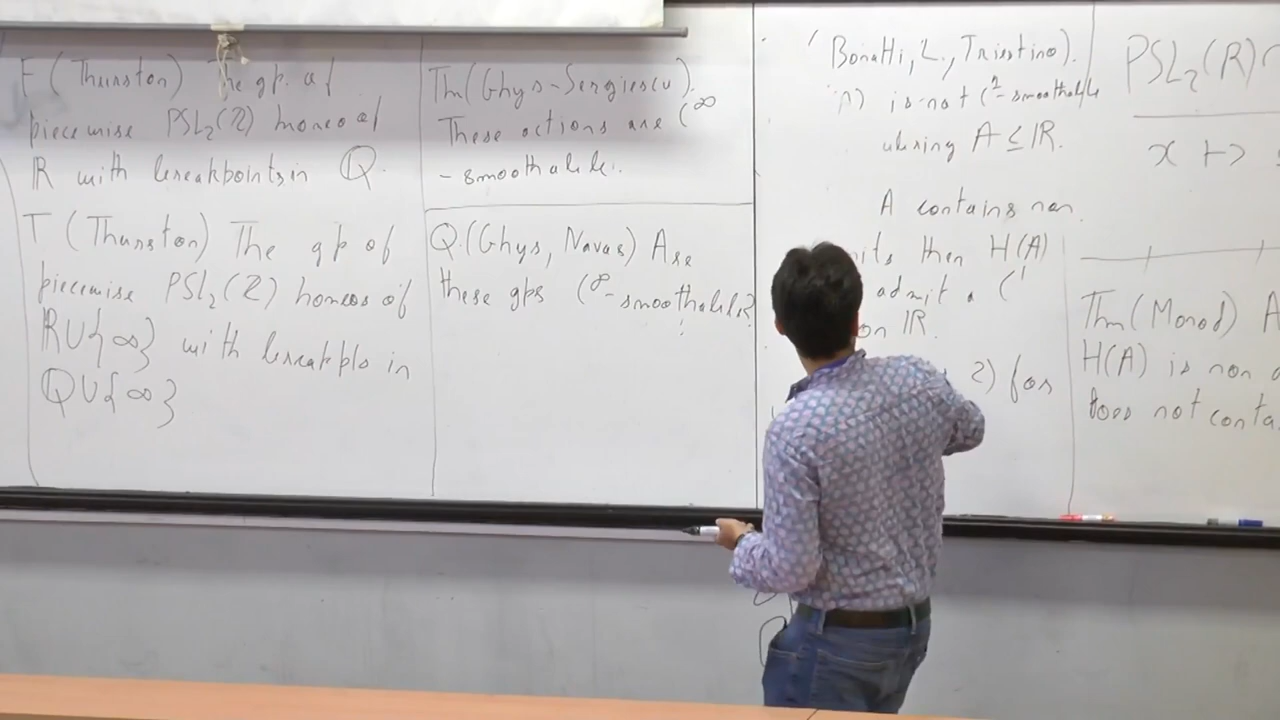 F (Thurston) The gp. of
piecewise PSL₂(ℤ) homeo of
ℝ with breakpoints in ℚ.
T (Thurston) The gp of
piecewise PSL₂(ℤ) homeos of
ℝ∪{∞} with breakpts in
ℚ∪{∞}
Thm (Ghys-Sergiescu).
These actions are C^∞
- smoothable.
Q.(Ghys, Navas) Are
these gps C^∞-smoothable?
(Bonatti, L., Triestino).
is not C²-smoothable
A ≤ ℝ.
A contains non
then H(A)
admit a C¹
on ℝ.
2) for
PSL₂(ℝ)
x ↦
Thm (Monod) A
H(A) is non
does not conta